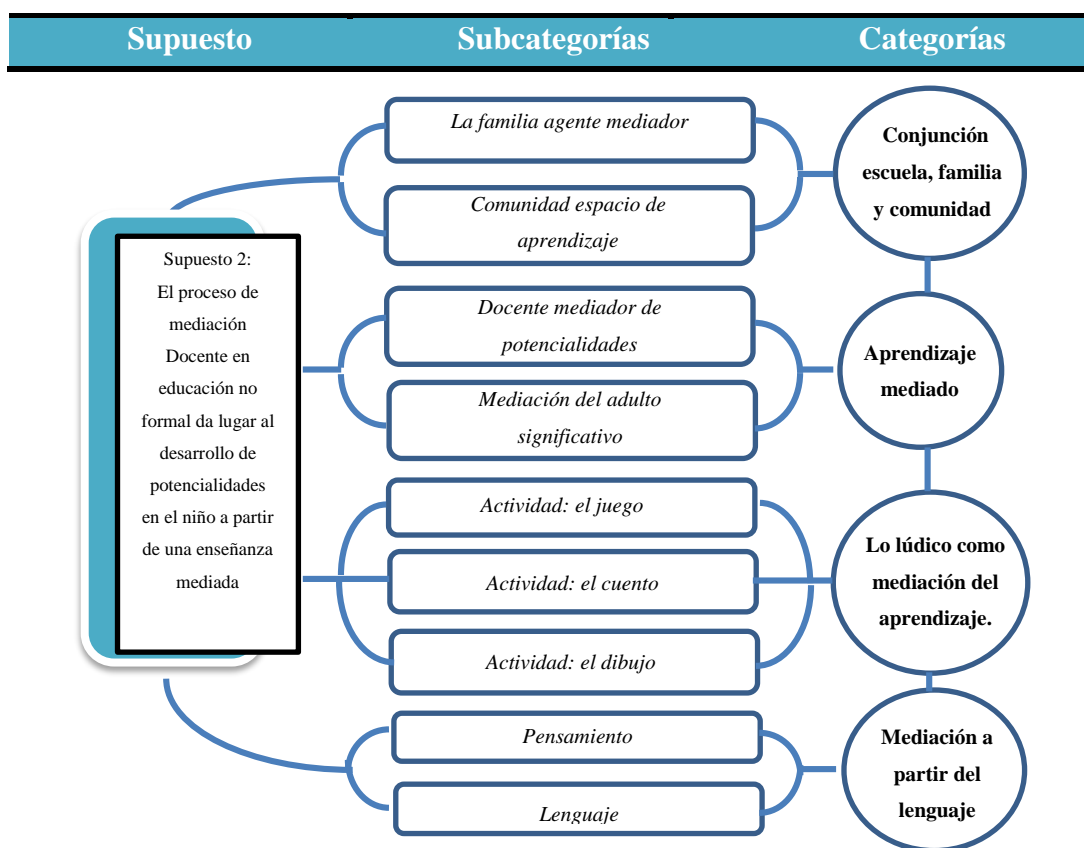 Supuesto
Subcategorías
Categorías
Supuesto 2:
El proceso de
mediación
Docente en
educación no
formal da lugar al
desarrollo de
potencialidades
en el niño a partir
de una enseñanza
mediada
La familia agente mediador
Comunidad espacio de
aprendizaje
Docente mediador de
potencialidades
Mediación del adulto
significativo
Actividad: el juego
Actividad: el cuento
Actividad: el dibujo
Pensamiento
Lenguaje
Conjunción
escuela, familia
y comunidad
Aprendizaje
mediado
Lo lúdico como
mediación del
aprendizaje.
Mediación a
partir del
lenguaje